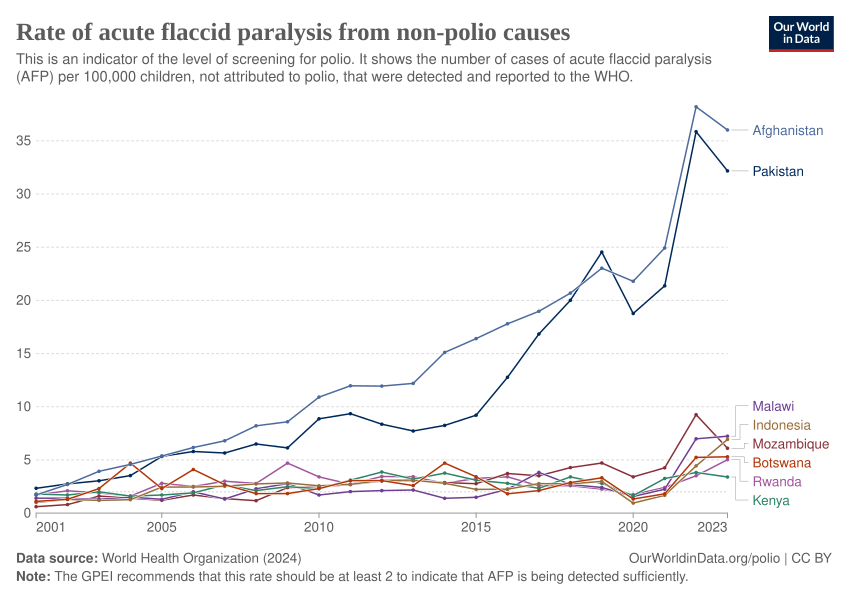 Rate of acute flaccid paralysis from non-polio causes
Our World
in Data
This is an indicator of the level of screening for polio. It shows the number of cases of acute flaccid paralysis
(AFP) per 100,000 children, not attributed to polio, that were detected and reported to the WHO.
35
30
25
20
15
10
5
0
Afghanistan
Pakistan
Malawi
Indonesia
Mozambique
Botswana
Rwanda
Kenya
2001
2005
2010
2015
2020
2023
Data source: World Health Organization (2024)
OurWorldinData.org/polio | CC BY
Note: The GPEI recommends that this rate should be at least 2 to indicate that AFP is being detected sufficiently.